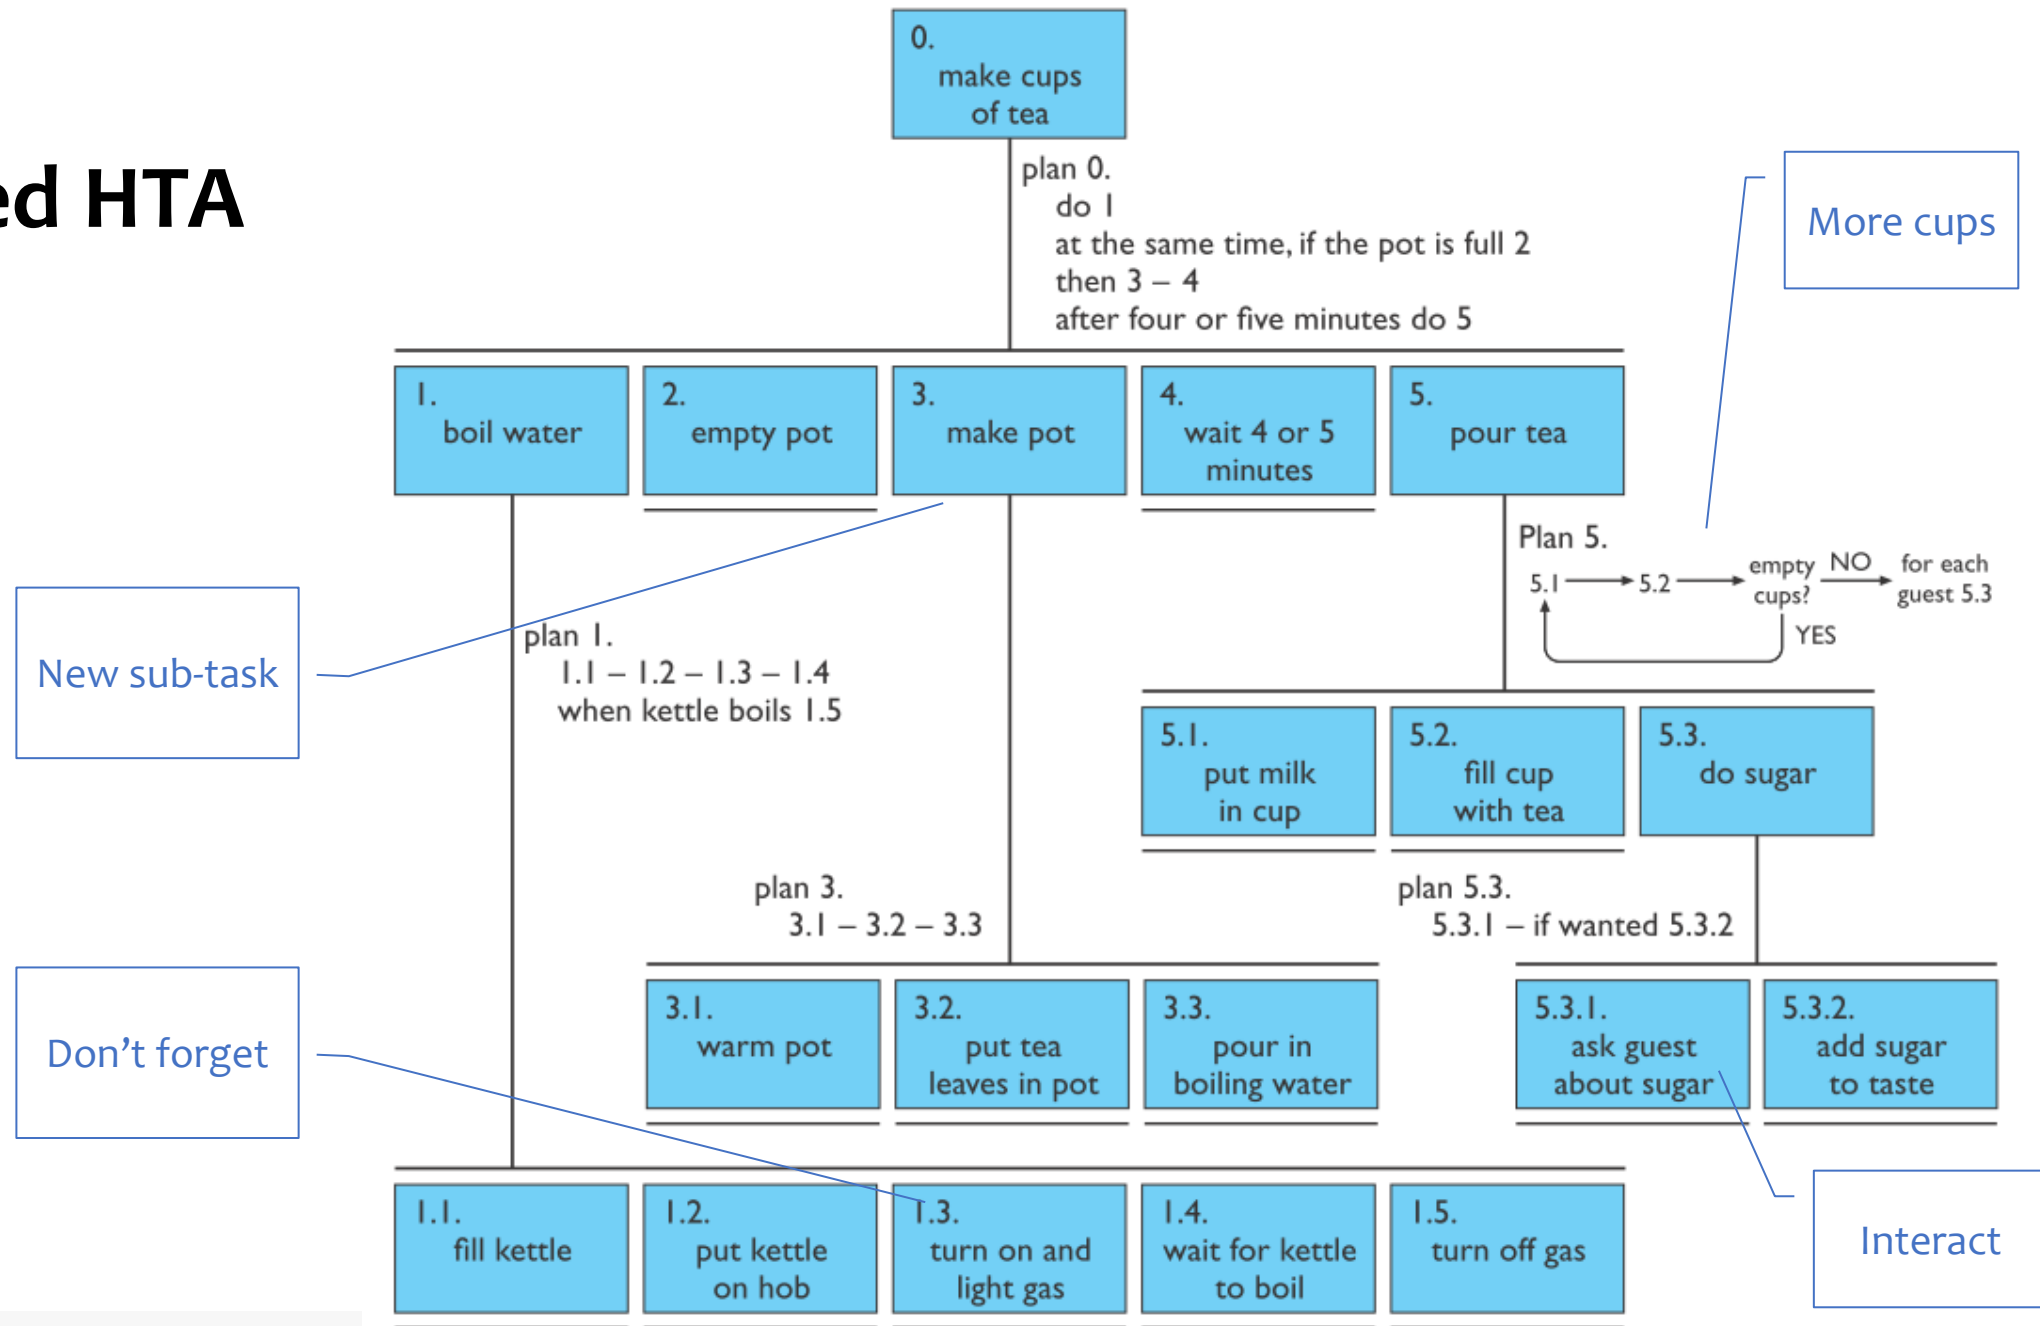 0.
make cups
of tea
plan 0.
do 1
at the same time, if the pot is full 2
then 3 – 4
after four or five minutes do 5
ed HTA
More cups
1.
boil water
2.
empty pot
3.
make pot
4.
wait 4 or 5
minutes
5.
pour tea
Plan 5.
5.1
5.2
empty
cups?
NO
for each
guest 5.3
YES
New sub-task
plan 1.
1.1 – 1.2 – 1.3 – 1.4
when kettle boils 1.5
5.1.
put milk
in cup
5.2.
fill cup
with tea
5.3.
do sugar
plan 3.
3.1 – 3.2 – 3.3
plan 5.3.
5.3.1 – if wanted 5.3.2
Don’t forget
3.1.
warm pot
3.2.
put tea
leaves in pot
3.3.
pour in
boiling water
5.3.1.
ask guest
about sugar
5.3.2.
add sugar
to taste
1.1.
fill kettle
1.2.
put kettle
on hob
1.3.
turn on and
light gas
1.4.
wait for kettle
to boil
1.5.
turn off gas
Interact